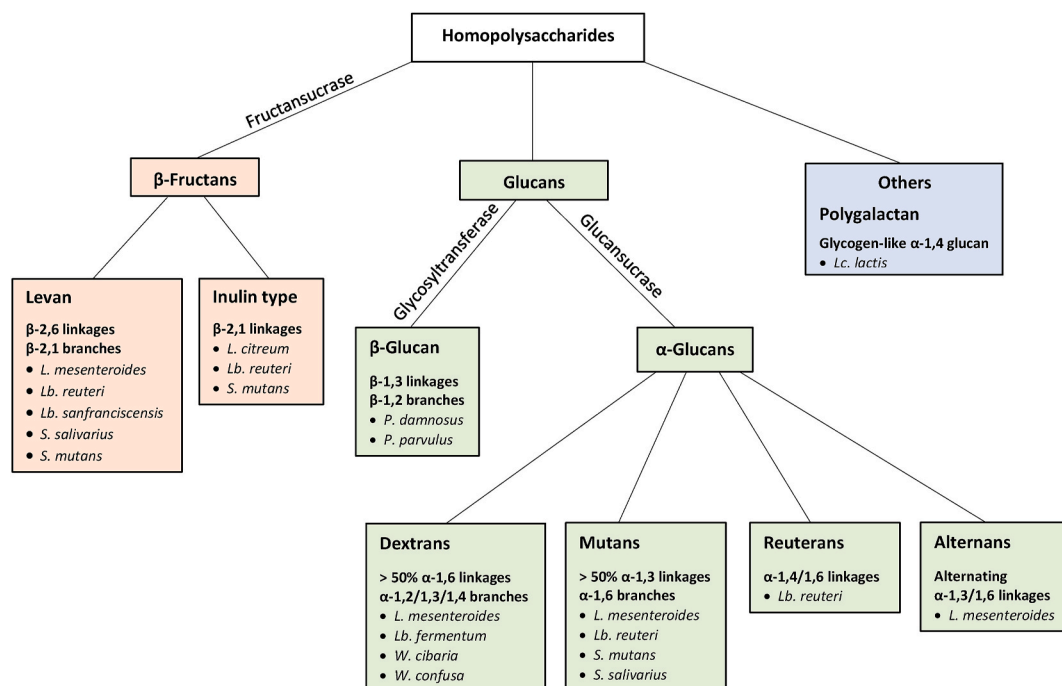 Homopolysaccharides
Fructansucrase
β-Fructans
Glucans
Others
Polygalactan
Glycogen-like α-1,4 glucan
• Lc. lactis
Glycosyltransferase
Glucansucrase
Levan
β-2,6 linkages
β-2,1 branches
• L. mesenteroides
• Lb. reuteri
• Lb. sanfranciscensis
• S. salivarius
• S. mutans
Inulin type
β-2,1 linkages
• L. citreum
• Lb. reuteri
• S. mutans
β-Glucan
β-1,3 linkages
β-1,2 branches
• P. damnosus
• P. parvulus
α-Glucans
Dextrans
> 50% α-1,6 linkages
α-1,2/1,3/1,4 branches
• L. mesenteroides
• Lb. fermentum
• W. cibaria
• W. confusa
Mutans
> 50% α-1,3 linkages
α-1,6 branches
• L. mesenteroides
• Lb. reuteri
• S. mutans
• S. salivarius
Reuterans
α-1,4/1,6 linkages
• Lb. reuteri
Alternans
Alternating
α-1,3/1,6 linkages
• L. mesenteroides